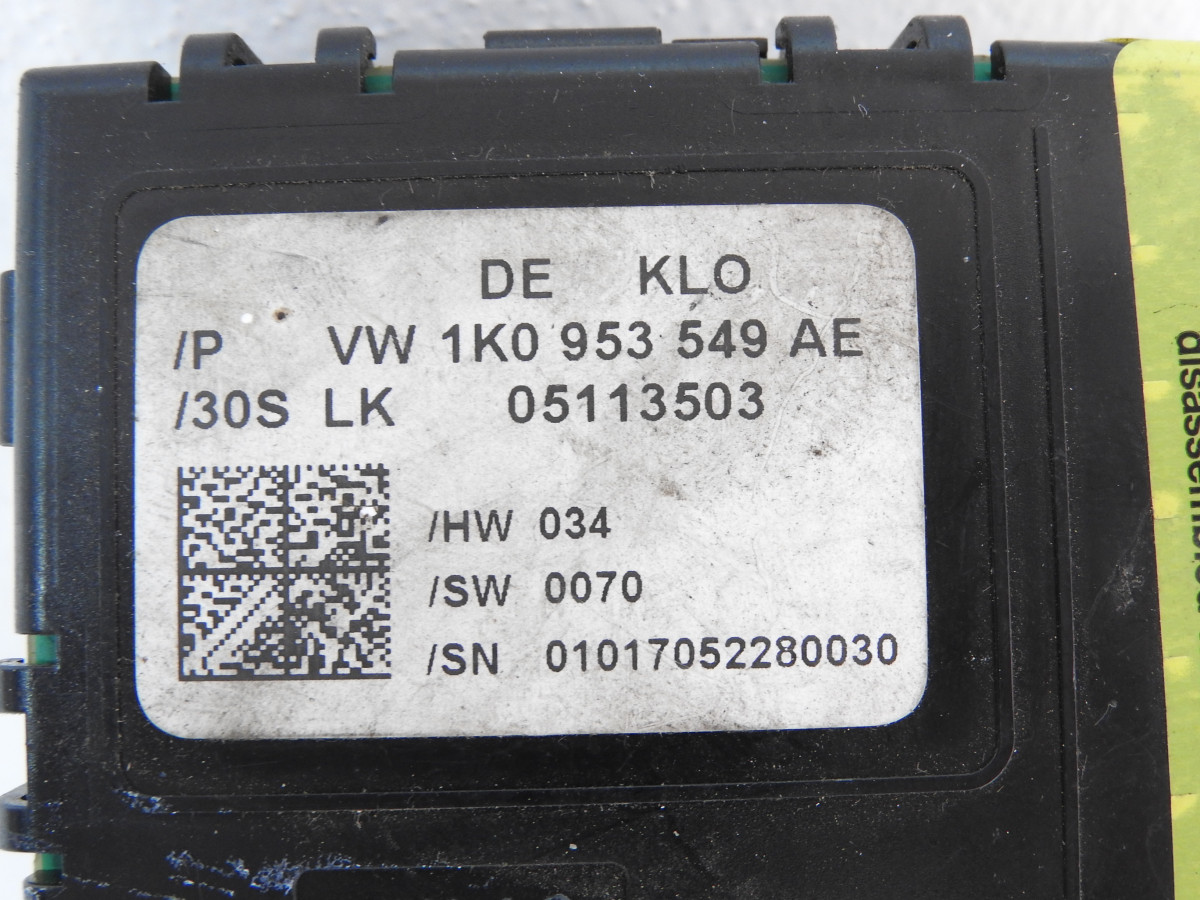 DE KLO
/P VW 1K0 953 549 AE
/30S LK 05113503
/HW 034
/SW 0070
/SN 01017052280030